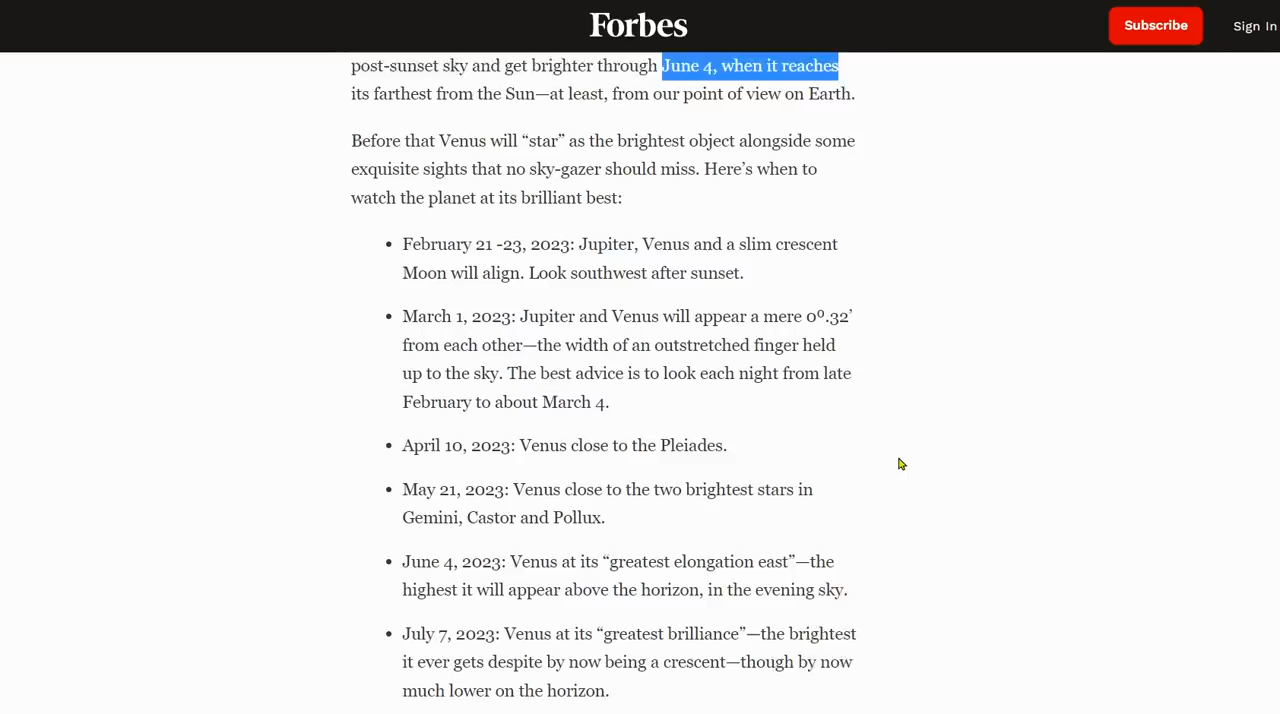 Forbes
Subscribe
Sign In
post-sunset sky and get brighter through June 4, when it reaches
its farthest from the Sun—at least, from our point of view on Earth.
Before that Venus will “star” as the brightest object alongside some
exquisite sights that no sky-gazer should miss. Here’s when to
watch the planet at its brilliant best:
• February 21 -23, 2023: Jupiter, Venus and a slim crescent
Moon will align. Look southwest after sunset.
• March 1, 2023: Jupiter and Venus will appear a mere 0º.32’
from each other—the width of an outstretched finger held
up to the sky. The best advice is to look each night from late
February to about March 4.
• April 10, 2023: Venus close to the Pleiades.
• May 21, 2023: Venus close to the two brightest stars in
Gemini, Castor and Pollux.
• June 4, 2023: Venus at its “greatest elongation east”—the
highest it will appear above the horizon, in the evening sky.
• July 7, 2023: Venus at its “greatest brilliance”—the brightest
it ever gets despite by now being a crescent—though by now
much lower on the horizon.